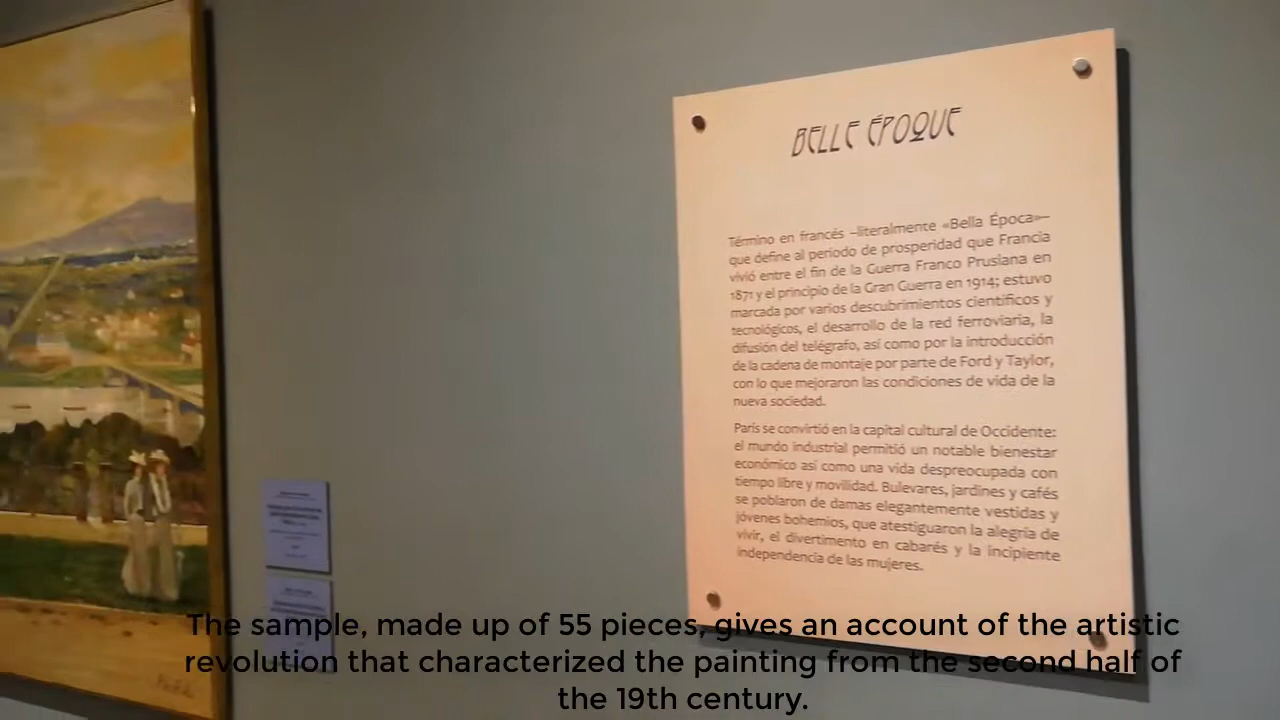 BELLE ÉPOQUE
Término en francés –literalmente «Bella Época»–
que define al periodo de prosperidad que Francia
vivió entre el fin de la Guerra Franco Prusiana en
1871 y el principio de la Gran Guerra en 1914; estuvo
marcada por varios descubrimientos científicos y
tecnológicos, el desarrollo de la red ferroviaria, la
difusión del telégrafo, así como por la introducción
de la cadena de montaje por parte de Ford y Taylor,
con lo que mejoraron las condiciones de vida de la
nueva sociedad.
París se convirtió en la capital cultural de Occidente:
el mundo industrial permitió un notable bienestar
económico así como una vida despreocupada con
tiempo libre y movilidad. Bulevares, jardines y cafés
se poblaron de damas elegantemente vestidas y
jóvenes bohemios, que atestiguaron la alegría de
vivir, el divertimento en cabarés y la incipiente
independencia de las mujeres.
The sample, made up of 55 pieces, gives an account of the artistic
revolution that characterized the painting from the second half of
the 19th century.